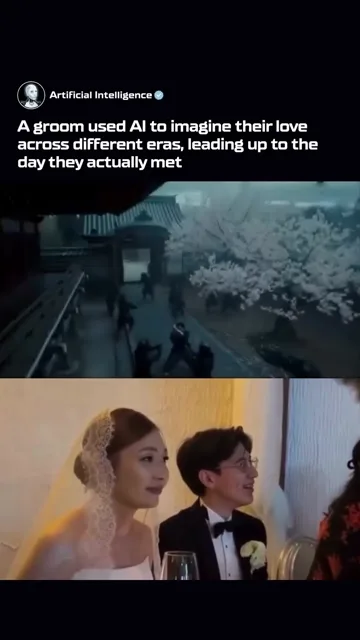 Artificial Intelligence
A groom used AI to imagine their love
across different eras, leading up to the
day they actually met